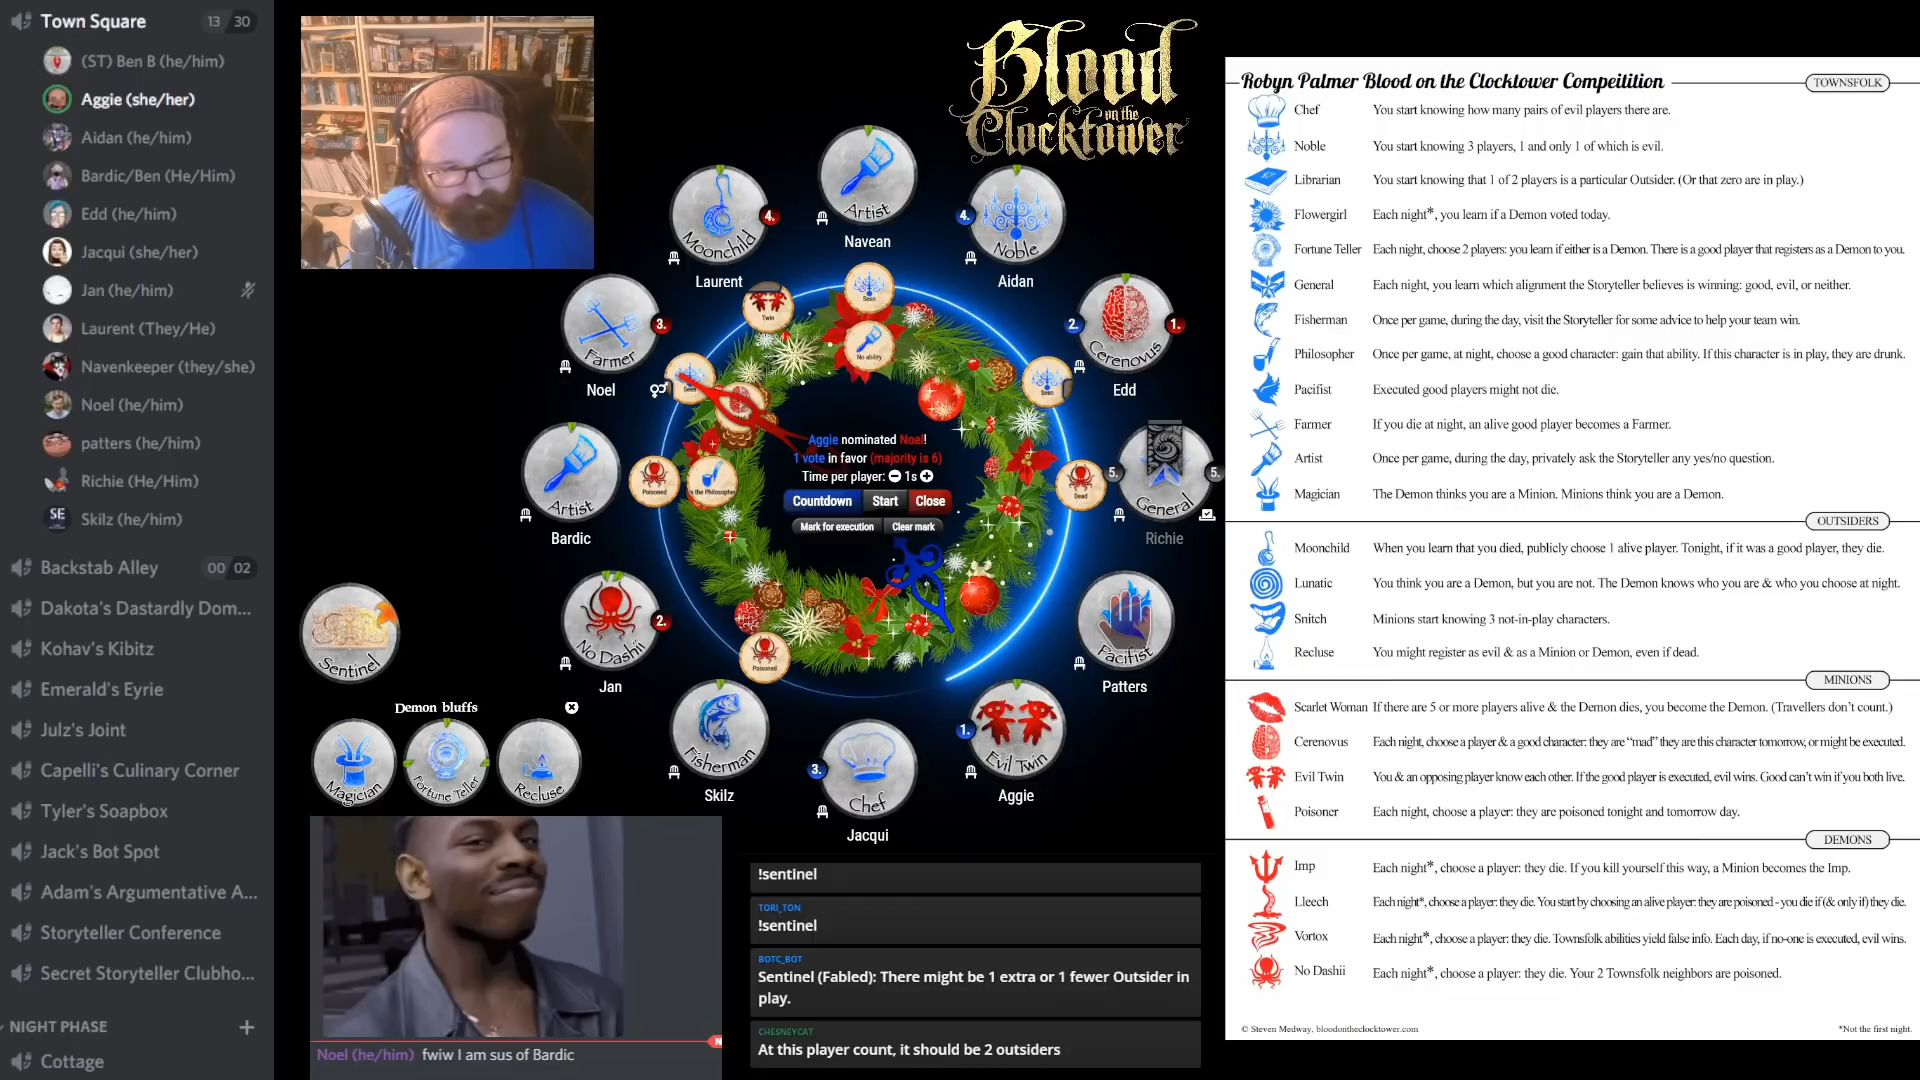 Town Square 13 30
(ST) Ben B (he/him)
Aggie (she/her)
Aidan (he/him)
Bardic/Ben (He/Him)
Edd (he/him)
Jacqui (she/her)
Jan (he/him)
Laurent (They/He)
Navenkeeper (they/she)
Noel (he/him)
patters (he/him)
Richie (He/Him)
SE Skilz (he/him)
Backstab Alley 00 02
Dakota's Dastardly Dom...
Kohav's Kibitz
Emerald's Eyrie
Julz's Joint
Capelli's Culinary Corner
Tyler's Soapbox
Jack's Bot Spot
Adam's Argumentative A...
Storyteller Conference
Secret Storyteller Clubho...
NIGHT PHASE
Cottage
Blood
on the
Clocktower
Artist
Navean
Moonchild
4.
Laurent
4.
Noble
Aidan
Farmer
3.
Noel
2.
Cerenovus
1.
Edd
Artist
Bardic
5.
General
5.
Richie
No Dashii
2.
Jan
Pacifist
Patters
Fisherman
Skilz
3.
Chef
Jacqui
1.
Evil Twin
Aggie
Twin
Seen
No ability
Seen
Poisoned
Is the Philosopher
Dead
Poisoned
Aggie nominated Noel!
1 vote in favor (majority is 6)
Time per player: 1s
Countdown Start Close
Mark for execution Clear mark
Sentinel
Demon bluffs
Magician
Fortune Teller
Recluse
Noel (he/him) fwiw I am sus of Bardic
!sentinel
TORI_TON
!sentinel
BOTC_BOT
Sentinel (Fabled): There might be 1 extra or 1 fewer Outsider in
play.
CHESNEYCAT
At this player count, it should be 2 outsiders
Robyn Palmer Blood on the Clocktower Compeitition TOWNSFOLK
Chef You start knowing how many pairs of evil players there are.
Noble You start knowing 3 players, 1 and only 1 of which is evil.
Librarian You start knowing that 1 of 2 players is a particular Outsider. (Or that zero are in play.)
Flowergirl Each night*, you learn if a Demon voted today.
Fortune Teller Each night, choose 2 players: you learn if either is a Demon. There is a good player that registers as a Demon to you.
General Each night, you learn which alignment the Storyteller believes is winning: good, evil, or neither.
Fisherman Once per game, during the day, visit the Storyteller for some advice to help your team win.
Philosopher Once per game, at night, choose a good character: gain that ability. If this character is in play, they are drunk.
Pacifist Executed good players might not die.
Farmer If you die at night, an alive good player becomes a Farmer.
Artist Once per game, during the day, privately ask the Storyteller any yes/no question.
Magician The Demon thinks you are a Minion. Minions think you are a Demon.
OUTSIDERS
Moonchild When you learn that you died, publicly choose 1 alive player. Tonight, if it was a good player, they die.
Lunatic You think you are a Demon, but you are not. The Demon knows who you are & who you choose at night.
Snitch Minions start knowing 3 not-in-play characters.
Recluse You might register as evil & as a Minion or Demon, even if dead.
MINIONS
Scarlet Woman If there are 5 or more players alive & the Demon dies, you become the Demon. (Travellers don't count.)
Cerenovus Each night, choose a player & a good character: they are "mad" they are this character tomorrow, or might be executed.
Evil Twin You & an opposing player know each other. If the good player is executed, evil wins. Good can't win if you both live.
Poisoner Each night, choose a player: they are poisoned tonight and tomorrow day.
DEMONS
Imp Each night*, choose a player: they die. If you kill yourself this way, a Minion becomes the Imp.
Lleech Each night*, choose a player: they die. You start by choosing an alive player: they are poisoned - you die if (& only if) they die.
Vortox Each night*, choose a player: they die. Townsfolk abilities yield false info. Each day, if no-one is executed, evil wins.
No Dashii Each night*, choose a player: they die. Your 2 Townsfolk neighbors are poisoned.
© Steven Medway, bloodontheclocktower.com *Not the first night.